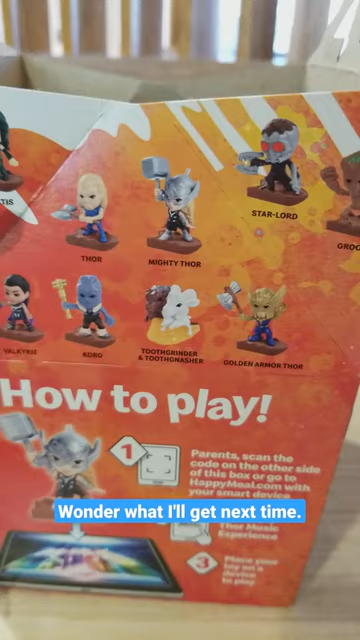 TIS
THOR
MIGHTY THOR
STAR-LORD
GROO
VALKYRIE
KORG
TOOTHGRINDER
& TOOTHGNASHER
GOLDEN ARMOR THOR
How to play!
1
Parents, scan the
code on the other side
of this box or go to
HappyMeal.com with
your smart device
Wonder what I'll get next time.
Thor Music
Experience
3
Place your
toy on a
device
to play